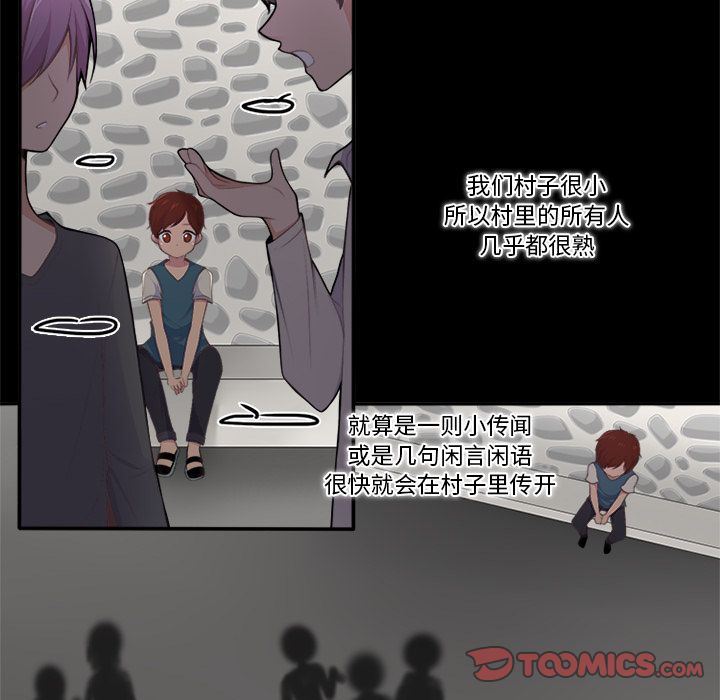 我们村子很小
所以村里的所有人
几乎都很熟
就算是一则小传闻
或是几句闲言闲语
很快就会在村子里传开
TOOMICS.COM